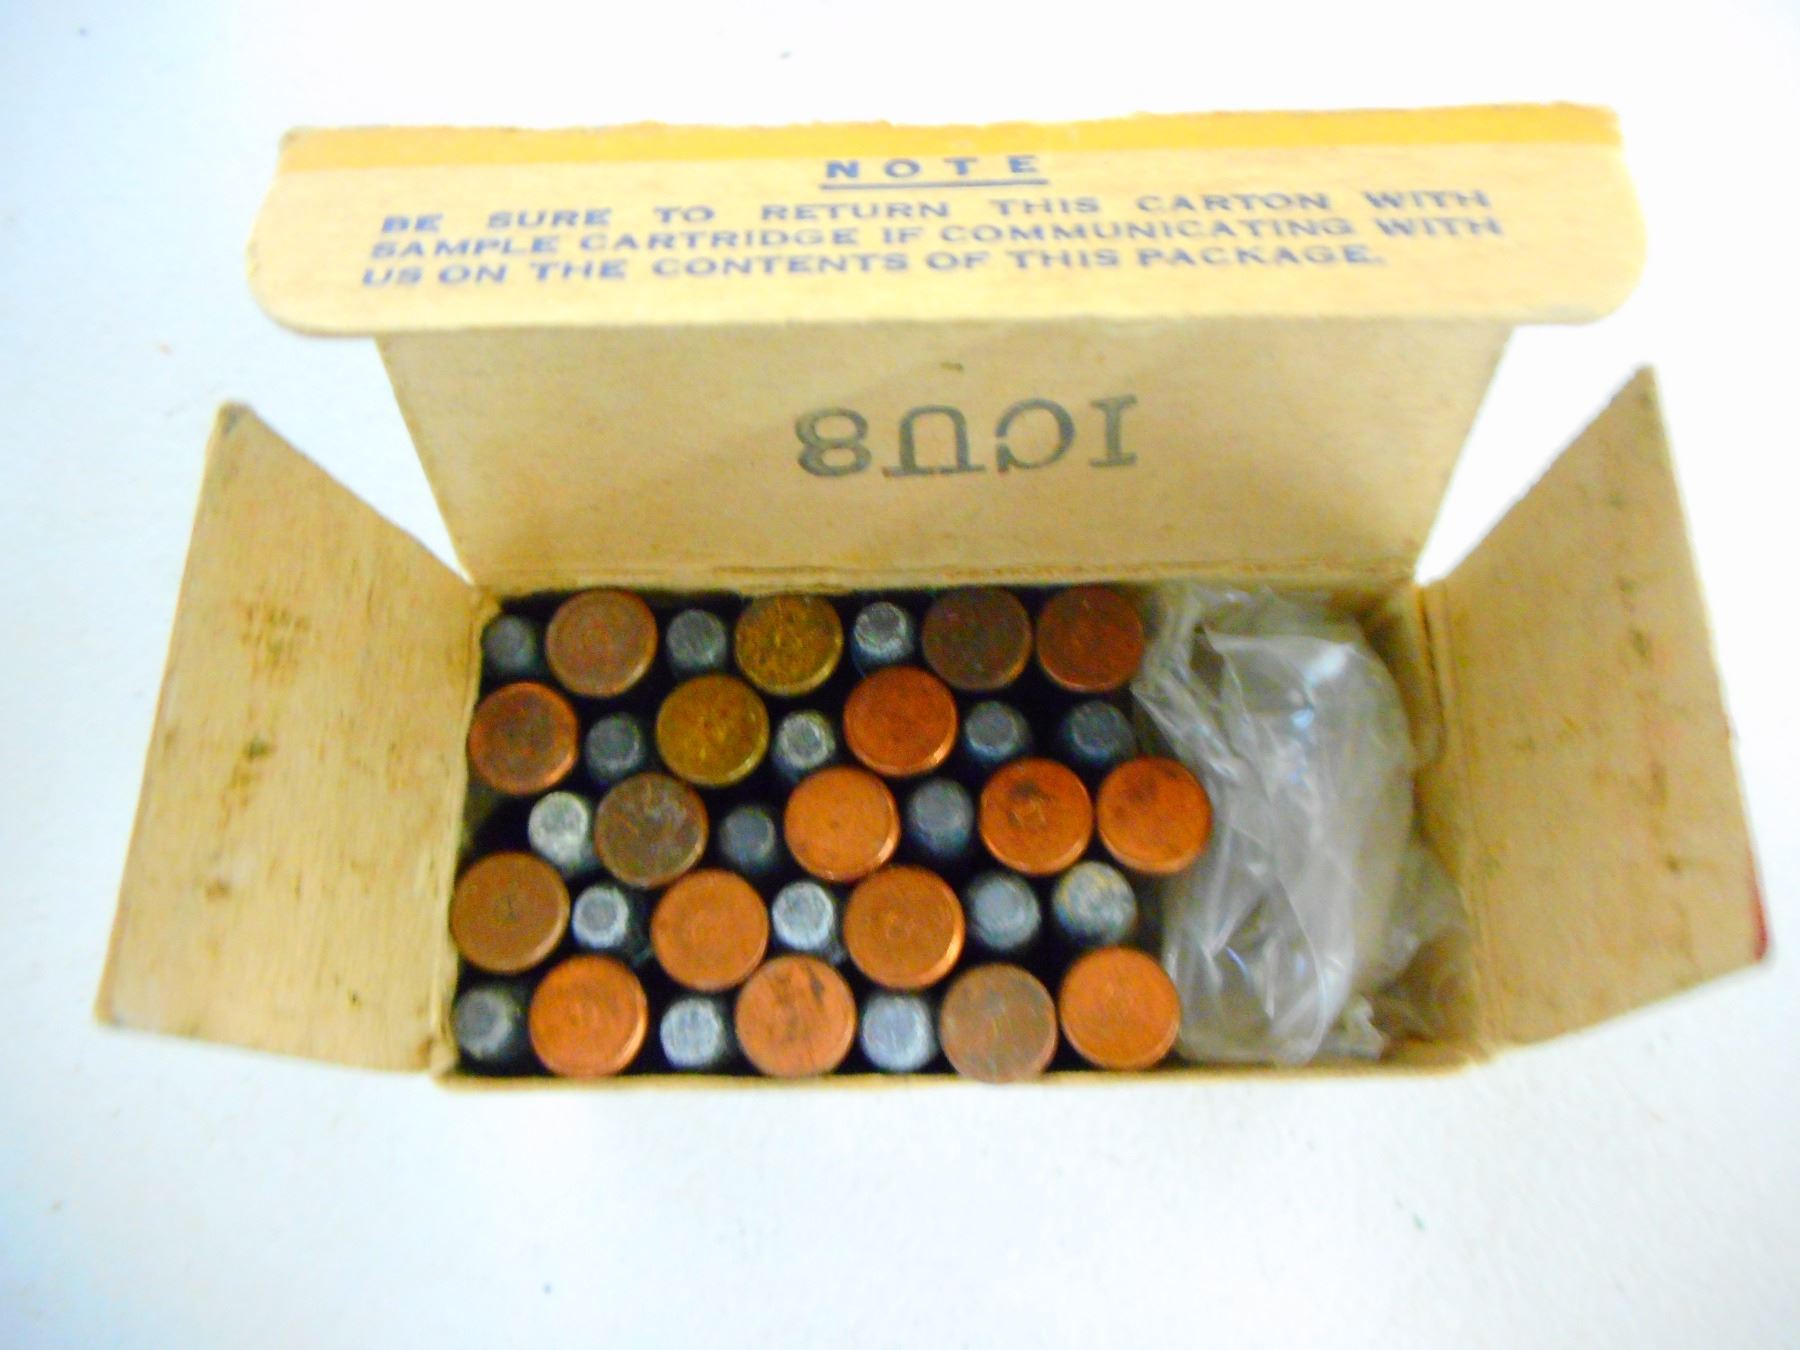 NOTE
BE SURE TO RETURN THIS CARTON WITH
SAMPLE CARTRIDGE IF COMMUNICATING WITH
US ON THE CONTENTS OF THIS PACKAGE.
ICU8